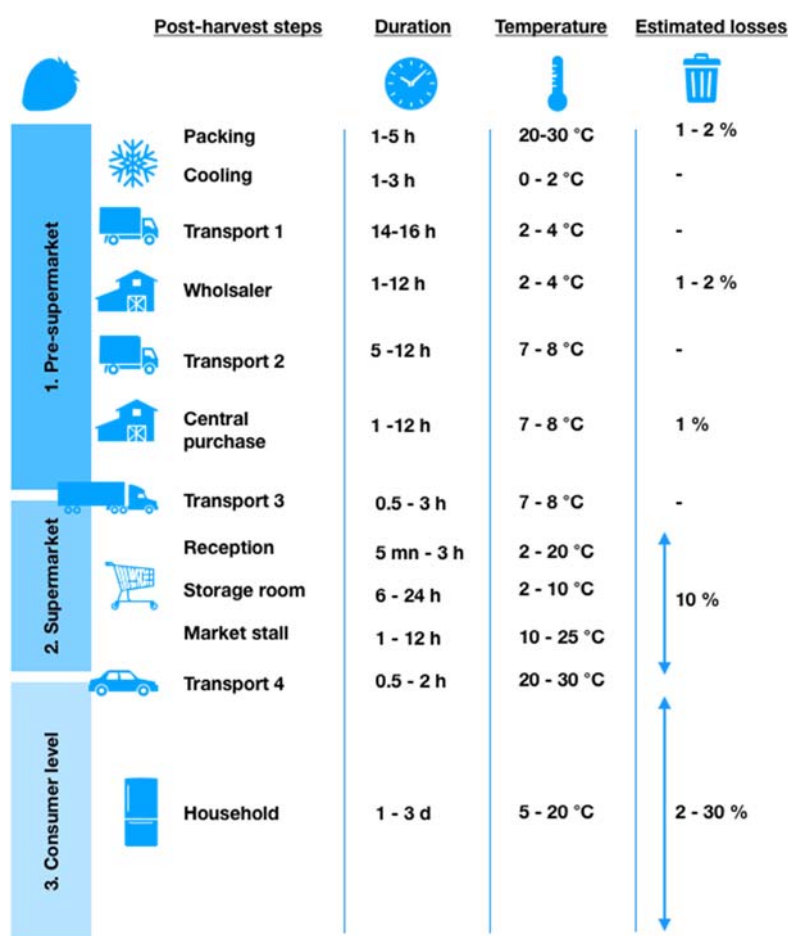 Post-harvest steps Duration Temperature Estimated losses
1. Pre-supermarket
Packing 1-5 h 20-30 °C 1 - 2 %
Cooling 1-3 h 0 - 2 °C -
Transport 1 14-16 h 2 - 4 °C -
Wholsaler 1-12 h 2 - 4 °C 1 - 2 %
Transport 2 5 -12 h 7 - 8 °C -
Central
purchase 1 -12 h 7 - 8 °C 1 %
Transport 3 0.5 - 3 h 7 - 8 °C -
2. Supermarket
Reception 5 mn - 3 h 2 - 20 °C
Storage room 6 - 24 h 2 - 10 °C 10 %
Market stall 1 - 12 h 10 - 25 °C
Transport 4 0.5 - 2 h 20 - 30 °C
3. Consumer level
Household 1 - 3 d 5 - 20 °C 2 - 30 %